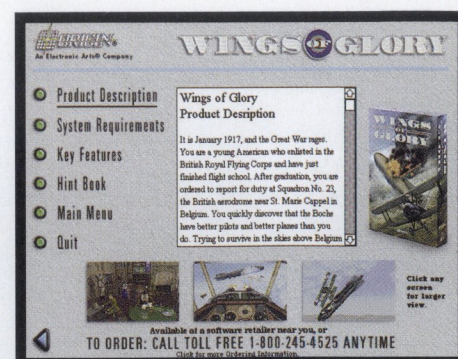 ORIGIN
An Electronic Arts® Company
WINGS OF GLORY
Product Description
System Requirements
Key Features
Hint Book
Main Menu
Quit
Wings of Glory
Product Desription
It is January 1917, and the Great War rages.
You are a young American who enlisted in the
British Royal Flying Corps and have just
finished flight school. After graduation, you are
ordered to report for duty at Squadron No. 23,
the British aerodrome near St. Marie Cappel in
Belgium. You quickly discover that the Boche
have better pilots and better planes than you
do. Trying to survive in the skies above Belgium
WINGS
OF
GLORY
Click any
screen
for larger
view.
Available at a software retailer near you, or
TO ORDER: CALL TOLL FREE 1-800-245-4525 ANYTIME
Click for more Ordering Information.